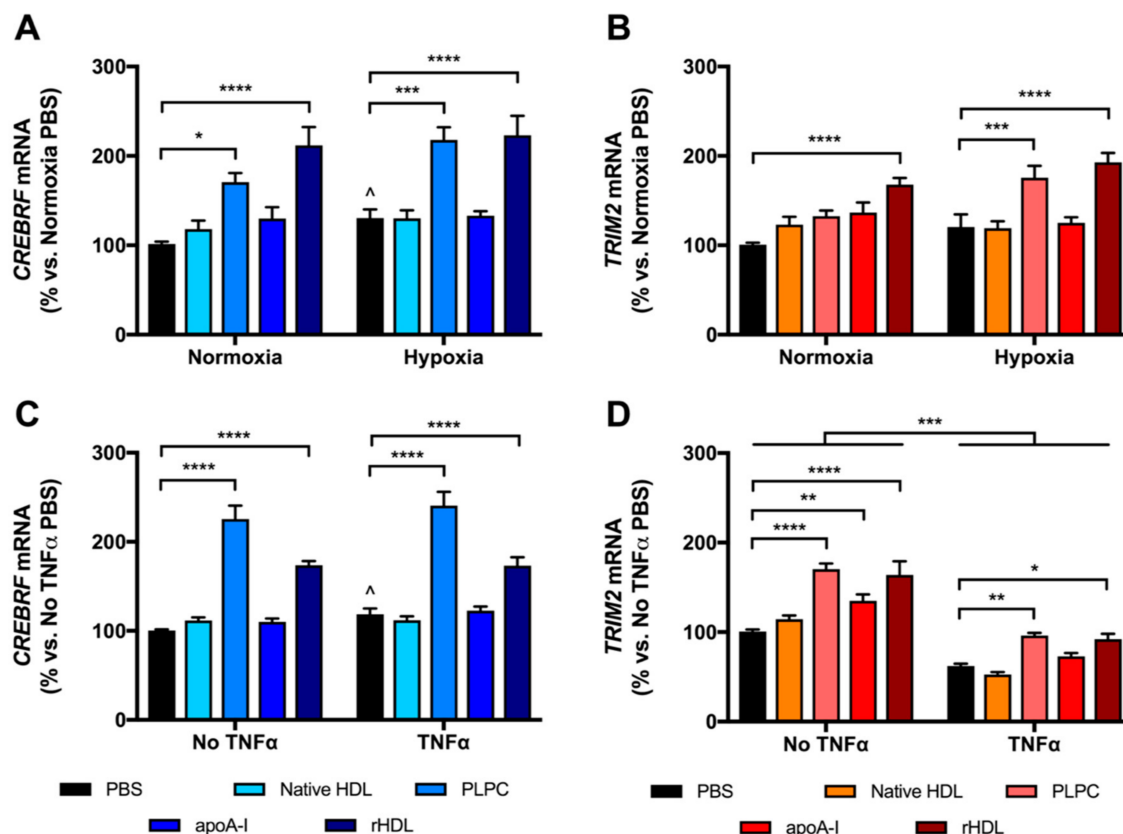 A
CREBRF mRNA
(% vs. Normoxia PBS)
300
200
100
0
****
*
****
***
^
Normoxia
Hypoxia
B
TRIM2 mRNA
(% vs. Normoxia PBS)
300
200
100
0
****
****
***
Normoxia
Hypoxia
C
CREBRF mRNA
(% vs. No TNFα PBS)
300
200
100
0
****
****
****
****
^
No TNFα
TNFα
D
TRIM2 mRNA
(% vs. No TNFα PBS)
300
200
100
0
***
****
**
****
*
**
No TNFα
TNFα
PBS Native HDL PLPC
apoA-I rHDL
PBS Native HDL PLPC
apoA-I rHDL